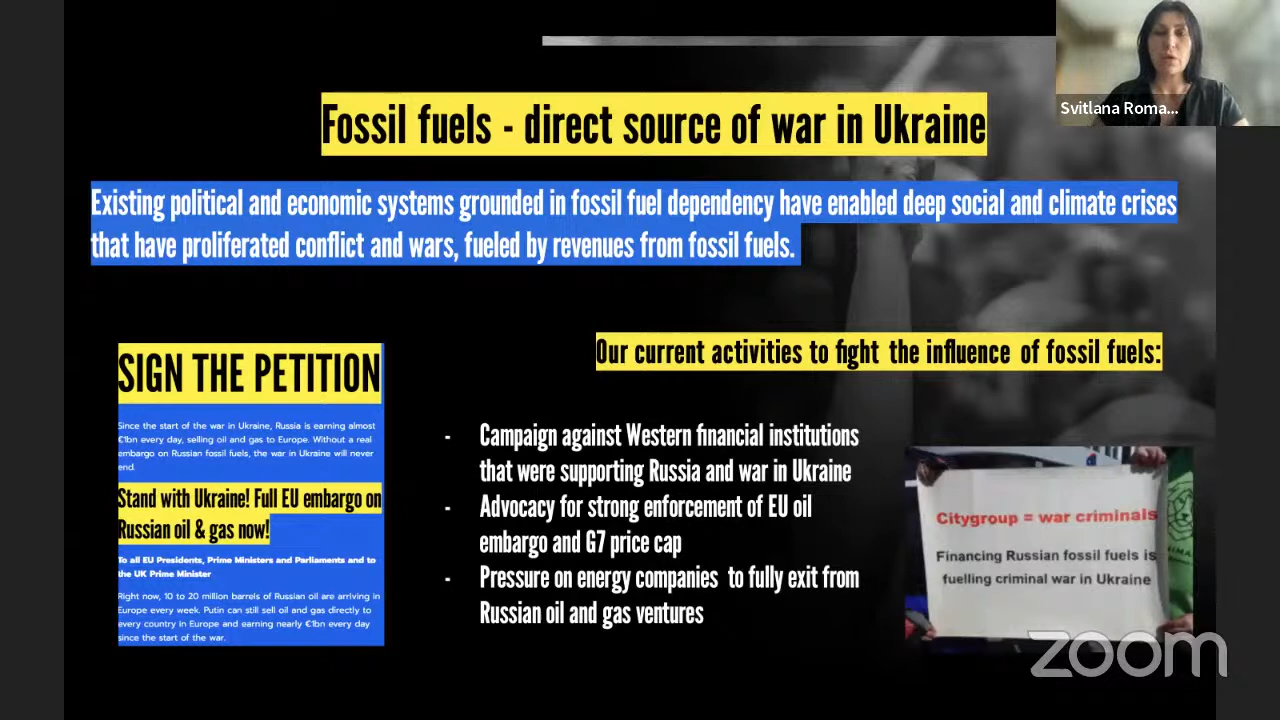 Svitlana Roma...
Fossil fuels - direct source of war in Ukraine
Existing political and economic systems grounded in fossil fuel dependency have enabled deep social and climate crises
that have proliferated conflict and wars, fueled by revenues from fossil fuels.
SIGN THE PETITION
Since the start of the war in Ukraine, Russia is earning almost
€1bn every day, selling oil and gas to Europe. Without a real
embargo on Russian fossil fuels, the war in Ukraine will never
end.
Stand with Ukraine! Full EU embargo on
Russian oil & gas now!
To all EU Presidents, Prime Ministers and Parliaments and to
the UK Prime Minister
Right now, 10 to 20 million barrels of Russian oil are arriving in
Europe every week. Putin can still sell oil and gas directly to
every country in Europe and earning nearly €1bn every day
since the start of the war.
Our current activities to fight the influence of fossil fuels:
- Campaign against Western financial institutions
that were supporting Russia and war in Ukraine
- Advocacy for strong enforcement of EU oil
embargo and G7 price cap
- Pressure on energy companies to fully exit from
Russian oil and gas ventures
Citygroup = war criminals
Financing Russian fossil fuels is
fuelling criminal war in Ukraine
zoom